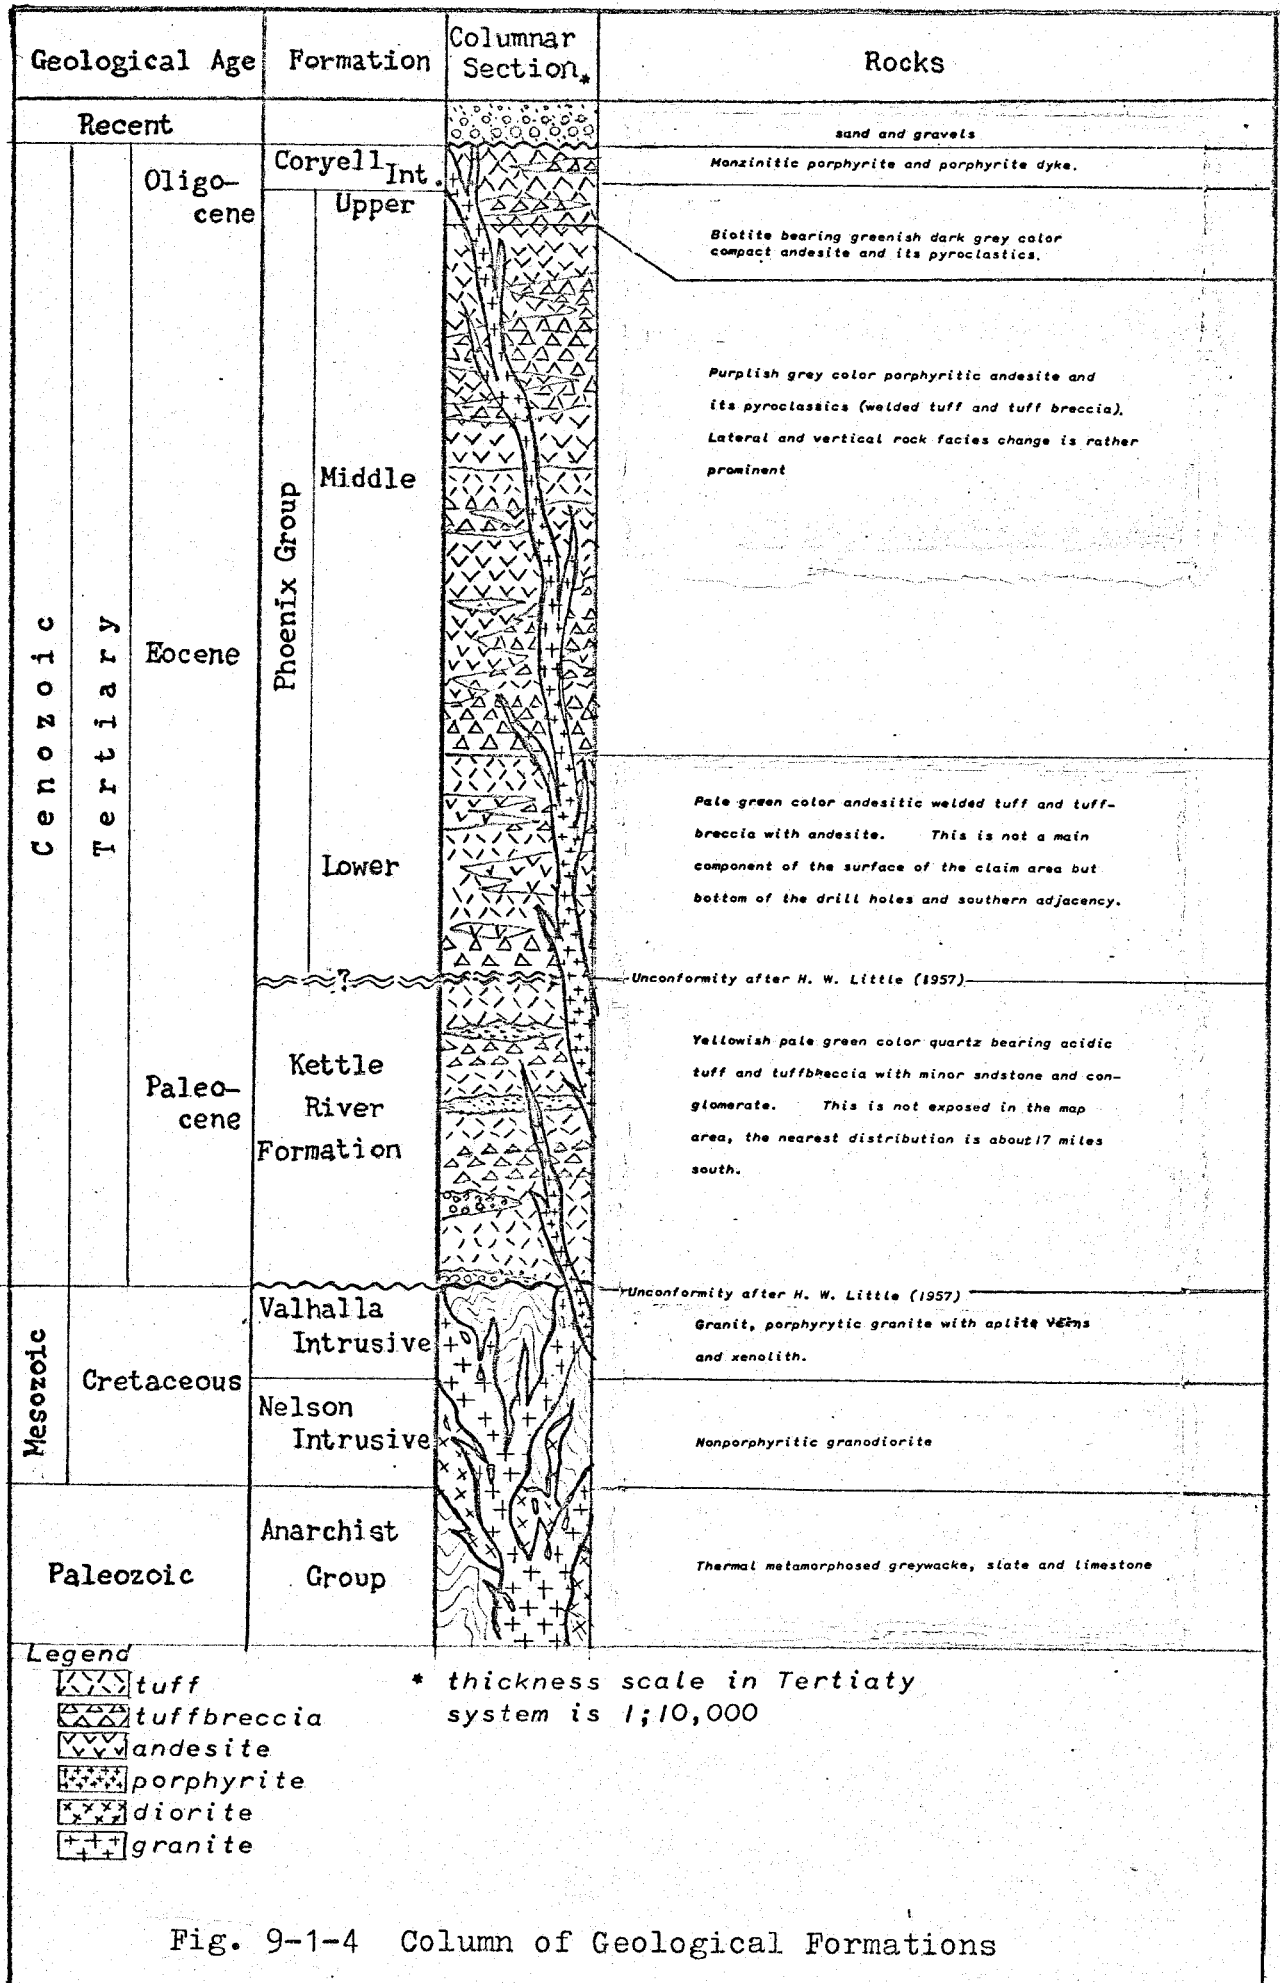 Geological Age
Formation
Columnar
Section*
Rocks
Recent
sand and gravels
Cenozoic
Tertiary
Oligo-
cene
Coryell Int.
Monzinitic porphyrite and porphyrite dyke.
Phoenix Group
Upper
Biotite bearing greenish dark grey color
compact andesite and its pyroclastics.
Middle
Purplish grey color porphyritic andesite and
its pyroclassics (welded tuff and tuff breccia).
Lateral and vertical rock facies change is rather
prominent
Eocene
Lower
Pale green color andesitic welded tuff and tuff-
breccia with andesite. This is not a main
component of the surface of the claim area but
bottom of the drill holes and southern adjacency.
?
Unconformity after H. W. Little (1957)
Paleo-
cene
Kettle
River
Formation
Yellowish pale green color quartz bearing acidic
tuff and tuffbreccia with minor sndstone and con-
glomerate. This is not exposed in the map
area, the nearest distribution is about 17 miles
south.
Unconformity after H. W. Little (1957)
Mesozoic
Cretaceous
Valhalla
Intrusive
Granit, porphyrytic granite with aplite veins
and xenolith.
Nelson
Intrusive
Nonporphyritic granodiorite
Paleozoic
Anarchist
Group
Thermal metamorphosed greywacke, slate and limestone
Legend
tuff
tuffbreccia
andesite
porphyrite
diorite
granite
* thickness scale in Tertiaty
system is 1;10,000
Fig. 9-1-4 Column of Geological Formations